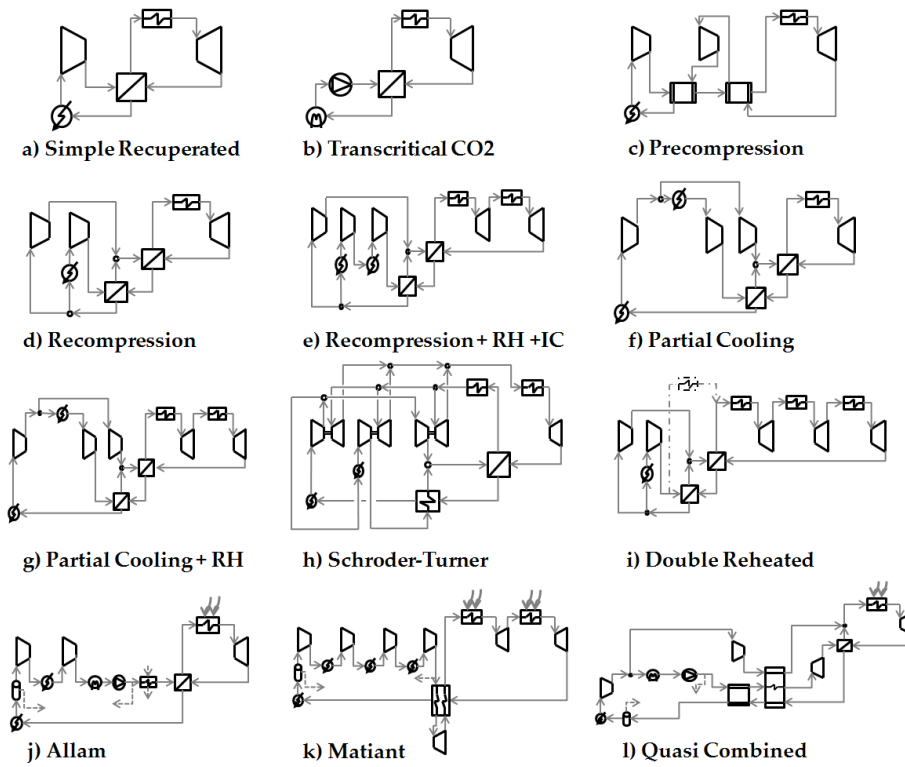 a) Simple Recuperated
b) Transcritical CO2
c) Precompression
d) Recompression
e) Recompression + RH +IC
f) Partial Cooling
g) Partial Cooling + RH
h) Schroder-Turner
i) Double Reheated
j) Allam
k) Matiant
l) Quasi Combined